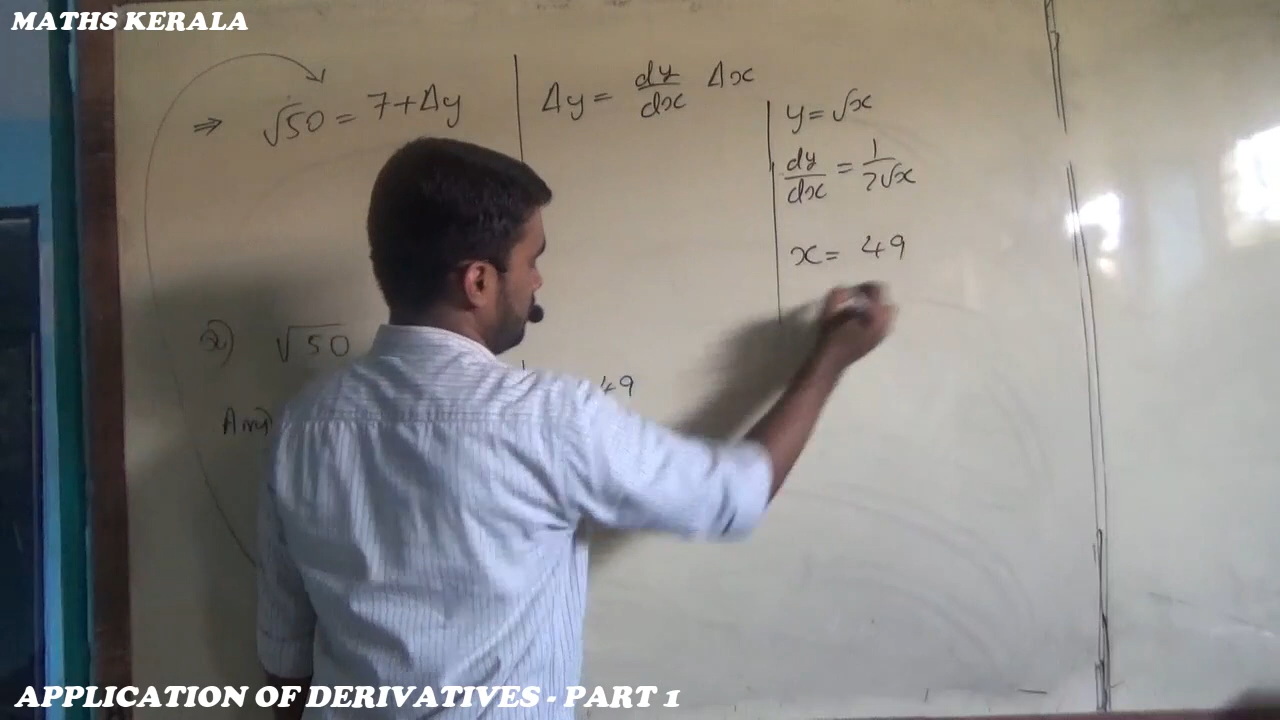 MATHS KERALA
⇒ √50 = 7+Δy
Δy = dy/dx Δx
y = √x
dy/dx = 1/2√x
x = 49
√50
49
Ans)
APPLICATION OF DERIVATIVES - PART 1